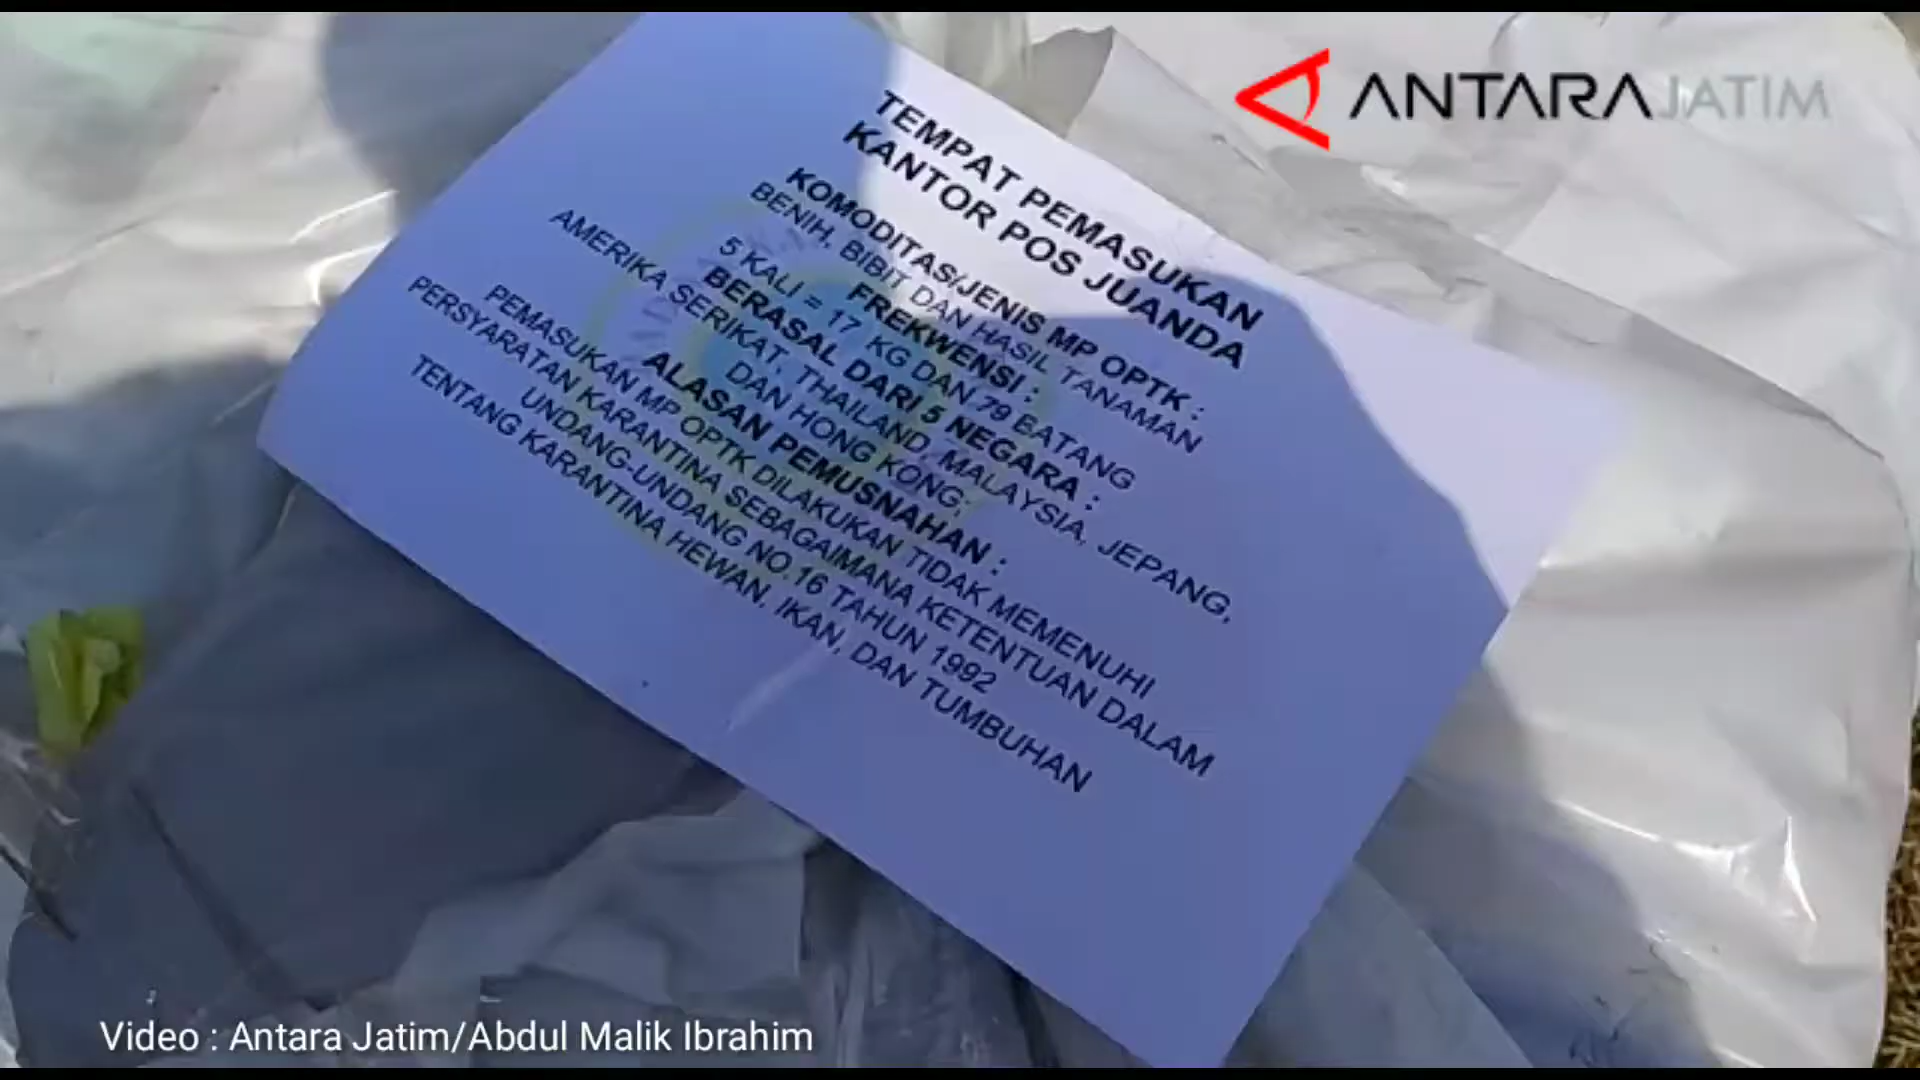 ANTARA JATIM
TEMPAT PEMASUKAN
KANTOR POS JUANDA
KOMODITAS/JENIS MP OPTK :
BENIH, BIBIT DAN HASIL TANAMAN
FREKWENSI :
5 KALI = 17 KG DAN 79 BATANG
BERASAL DARI 5 NEGARA :
AMERIKA SERIKAT, THAILAND, MALAYSIA, JEPANG,
DAN HONG KONG;
ALASAN PEMUSNAHAN :
PEMASUKAN MP OPTK DILAKUKAN TIDAK MEMENUHI
PERSYARATAN KARANTINA SEBAGAIMANA KETENTUAN DALAM
UNDANG-UNDANG NO.16 TAHUN 1992
TENTANG KARANTINA HEWAN, IKAN, DAN TUMBUHAN
Video : Antara Jatim/Abdul Malik Ibrahim